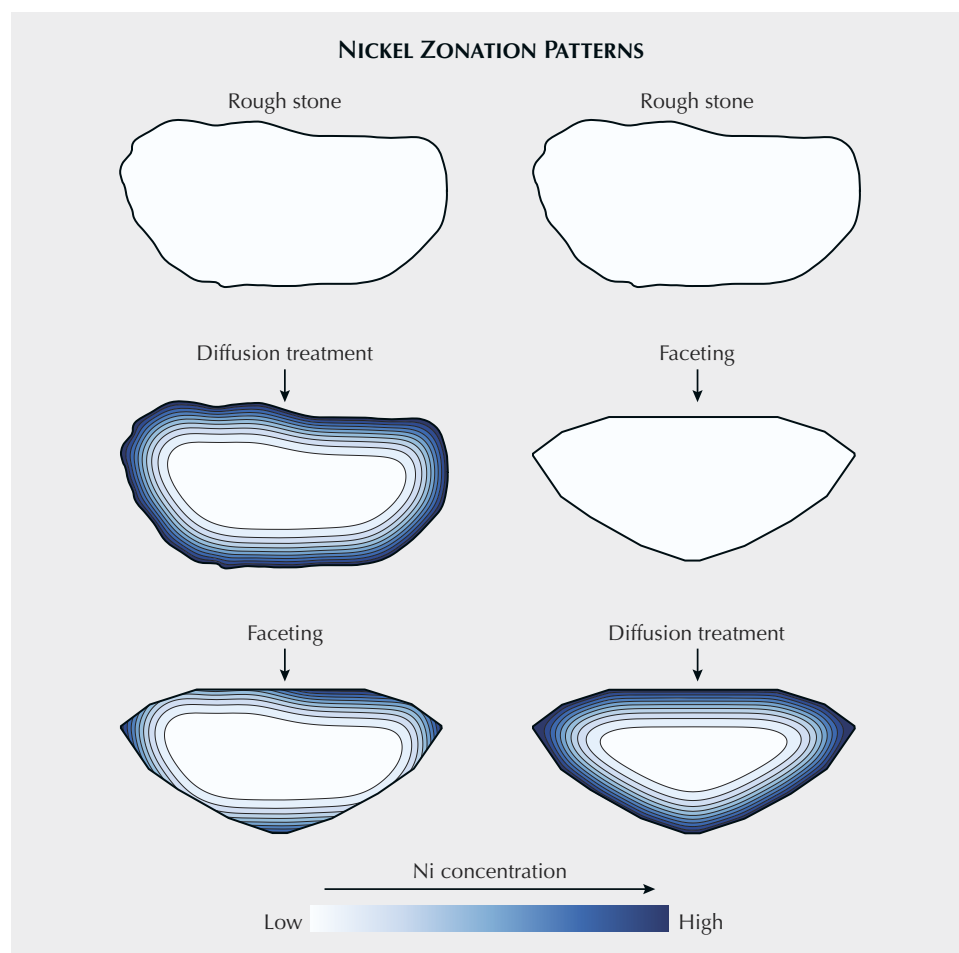 NICKEL ZONATION PATTERNS
Rough stone
Rough stone
Diffusion treatment
Faceting
Faceting
Diffusion treatment
Ni concentration
Low
High